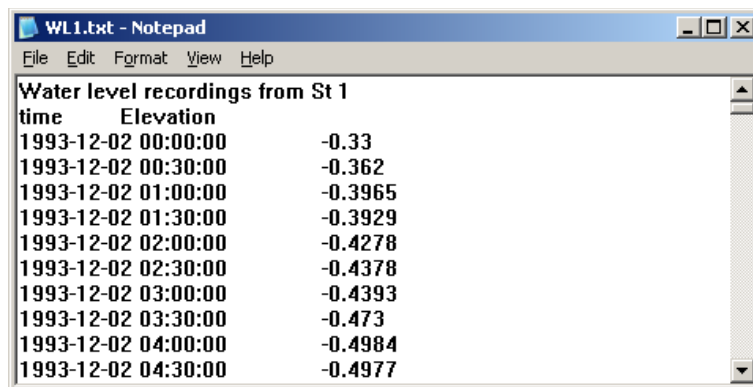 WL1.txt - Notepad
File Edit Format View Help
Water level recordings from St 1
time Elevation
1993-12-02 00:00:00 -0.33
1993-12-02 00:30:00 -0.362
1993-12-02 01:00:00 -0.3965
1993-12-02 01:30:00 -0.3929
1993-12-02 02:00:00 -0.4278
1993-12-02 02:30:00 -0.4378
1993-12-02 03:00:00 -0.4393
1993-12-02 03:30:00 -0.473
1993-12-02 04:00:00 -0.4984
1993-12-02 04:30:00 -0.4977